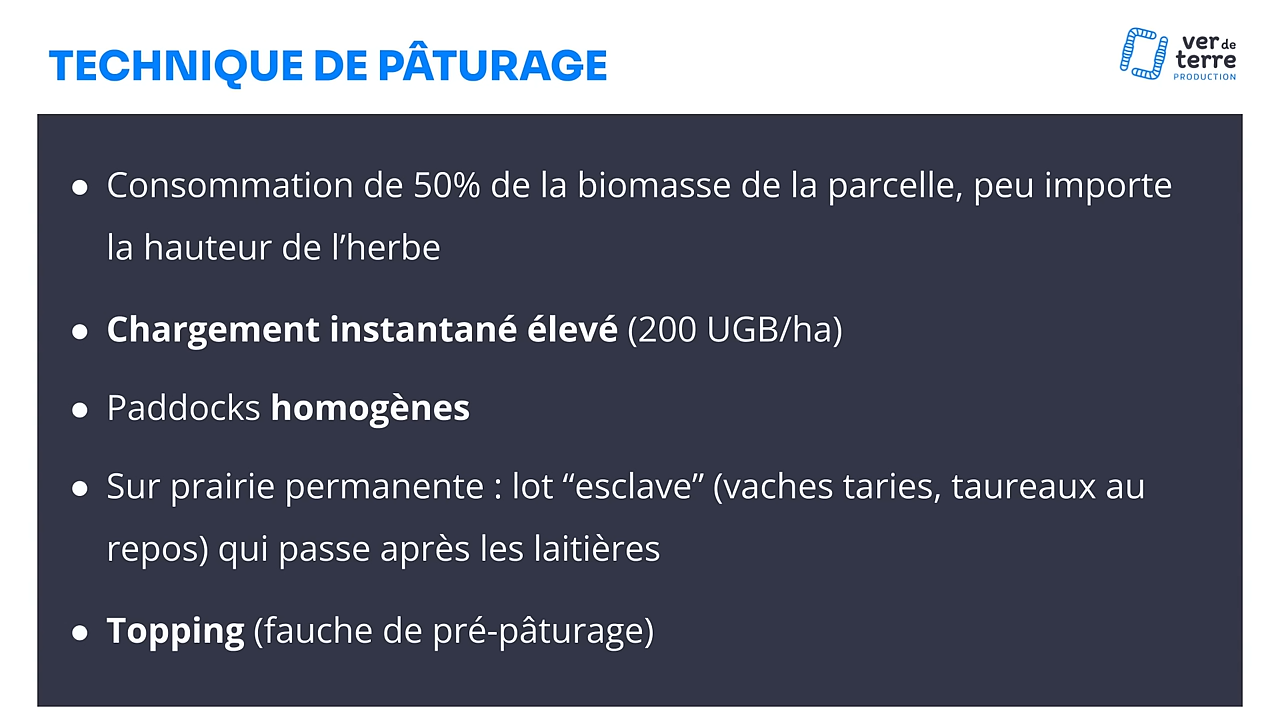 TECHNIQUE DE PÂTURAGE
ver de
terre
PRODUCTION
● Consommation de 50% de la biomasse de la parcelle, peu importe
la hauteur de l’herbe
● Chargement instantané élevé (200 UGB/ha)
● Paddocks homogènes
● Sur prairie permanente : lot “esclave” (vaches taries, taureaux au
repos) qui passe après les laitières
● Topping (fauche de pré-pâturage)